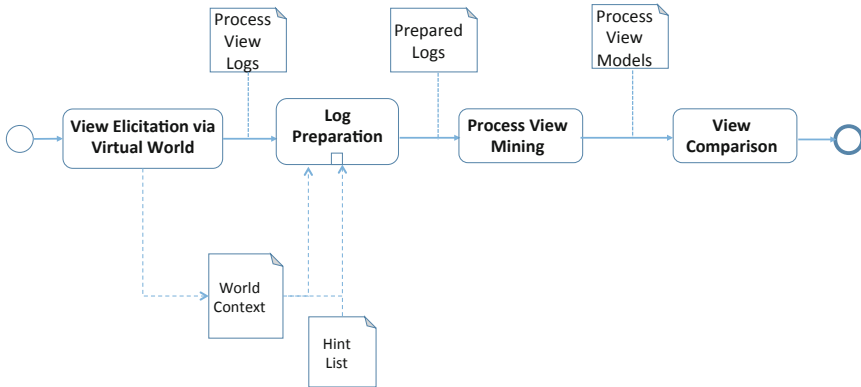 Process
View
Logs
Prepared
Logs
Process
View
Models
View Elicitation via
Virtual World
Log
Preparation
Process View
Mining
View
Comparison
World
Context
Hint
List